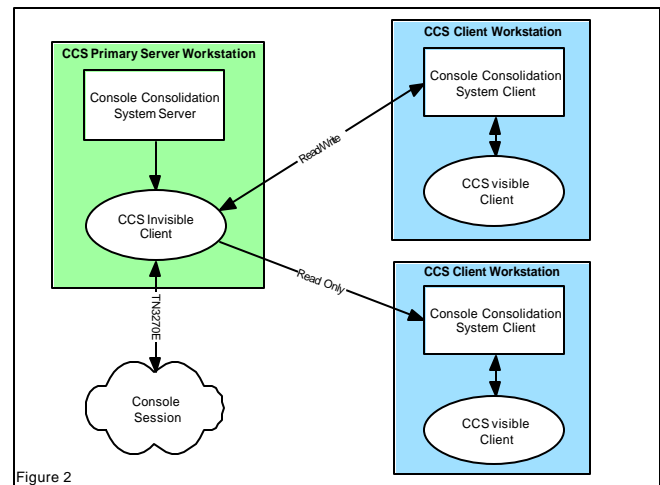 CCS Primary Server Workstation
Console Consolidation
System Server
CCS Invisible
Client
TN3270E
Console
Session
Read/Write
Read Only
CCS Client Workstation
Console Consolidation
System Client
CCS visible
Client
CCS Client Workstation
Console Consolidation
System Client
CCS visible
Client
Figure 2